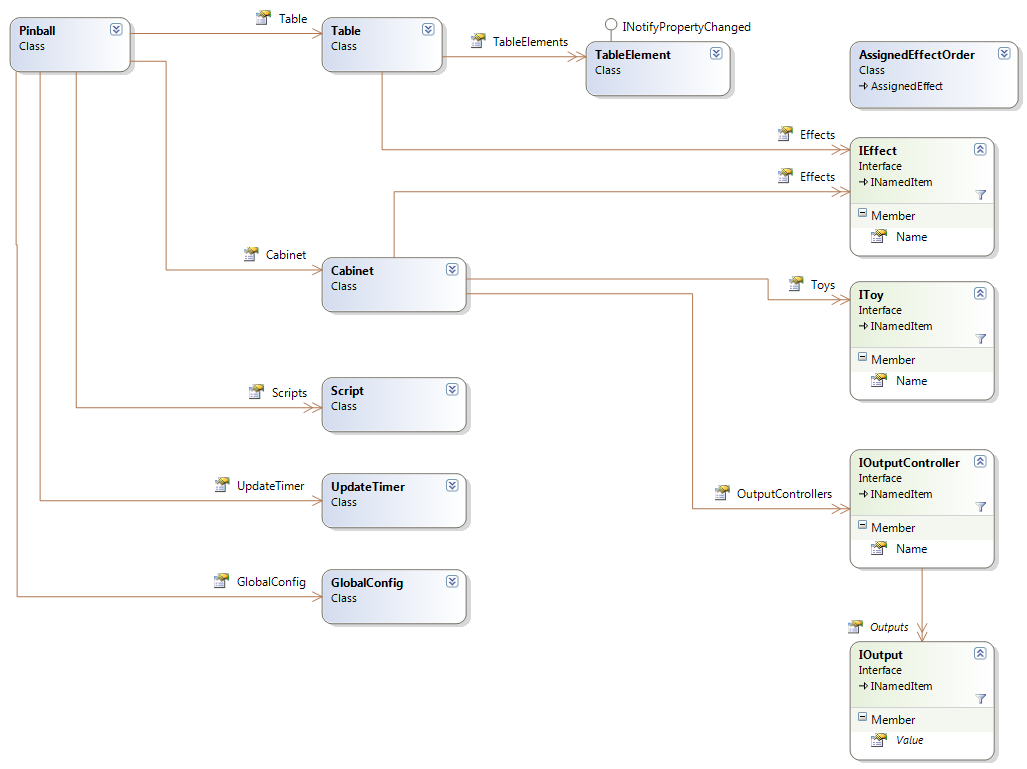 Pinball
Class
Table
Table
Class
TableElements
INotifyPropertyChanged
TableElement
Class
AssignedEffectOrder
Class
AssignedEffect
Effects
Effects
IEffect
Interface
INamedItem
Member
Name
Cabinet
Cabinet
Class
Toys
IToy
Interface
INamedItem
Member
Name
Scripts
Script
Class
OutputControllers
IOutputController
Interface
INamedItem
Member
Name
UpdateTimer
UpdateTimer
Class
GlobalConfig
GlobalConfig
Class
Outputs
IOutput
Interface
INamedItem
Member
Value